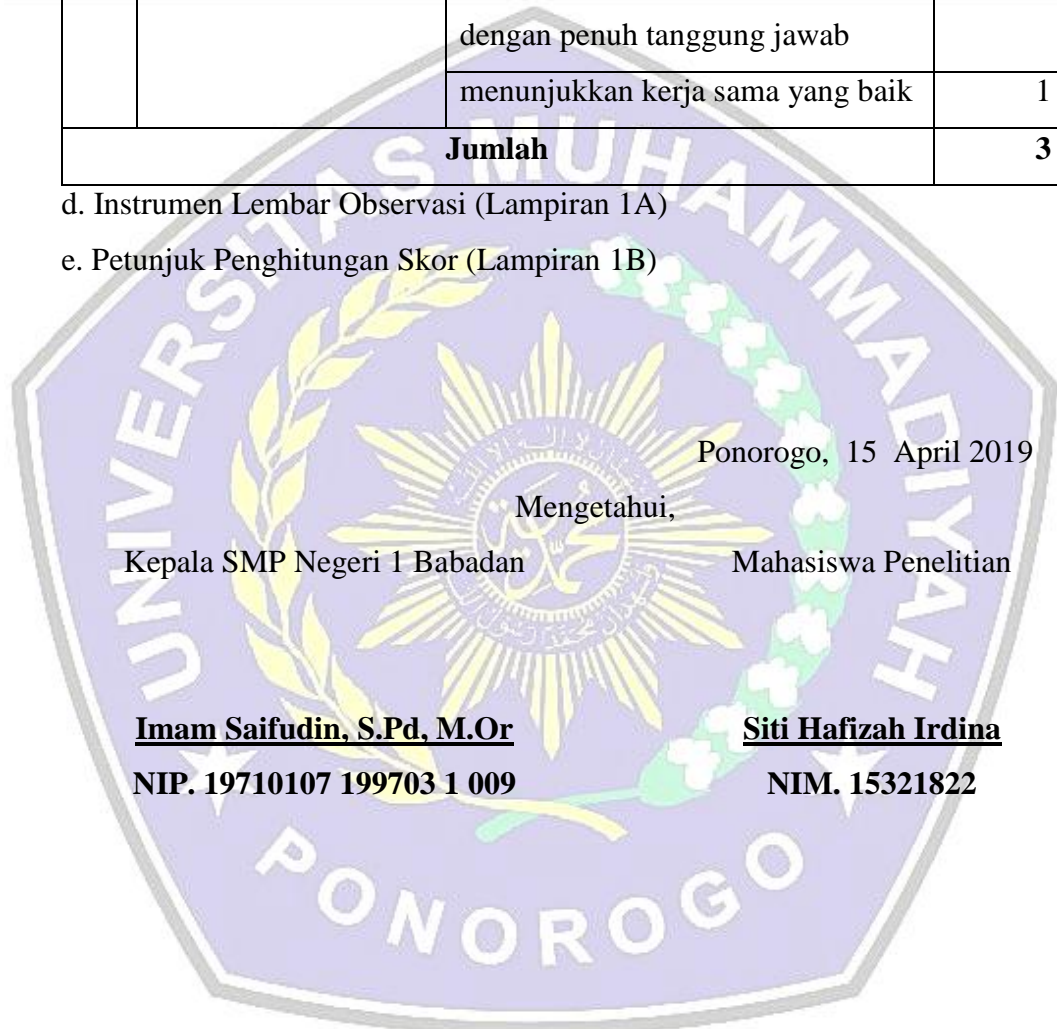 dengan penuh tanggung jawab
menunjukkan kerja sama yang baik 1
Jumlah 3
d. Instrumen Lembar Observasi (Lampiran 1A)
e. Petunjuk Penghitungan Skor (Lampiran 1B)
Ponorogo, 15 April 2019
Mengetahui,
Kepala SMP Negeri 1 Babadan Mahasiswa Penelitian
Imam Saifudin, S.Pd, M.Or Siti Hafizah Irdina
NIP. 19710107 199703 1 009 NIM. 15321822
UNIVERSITAS MUHAMMADIYAH
PONOROGO